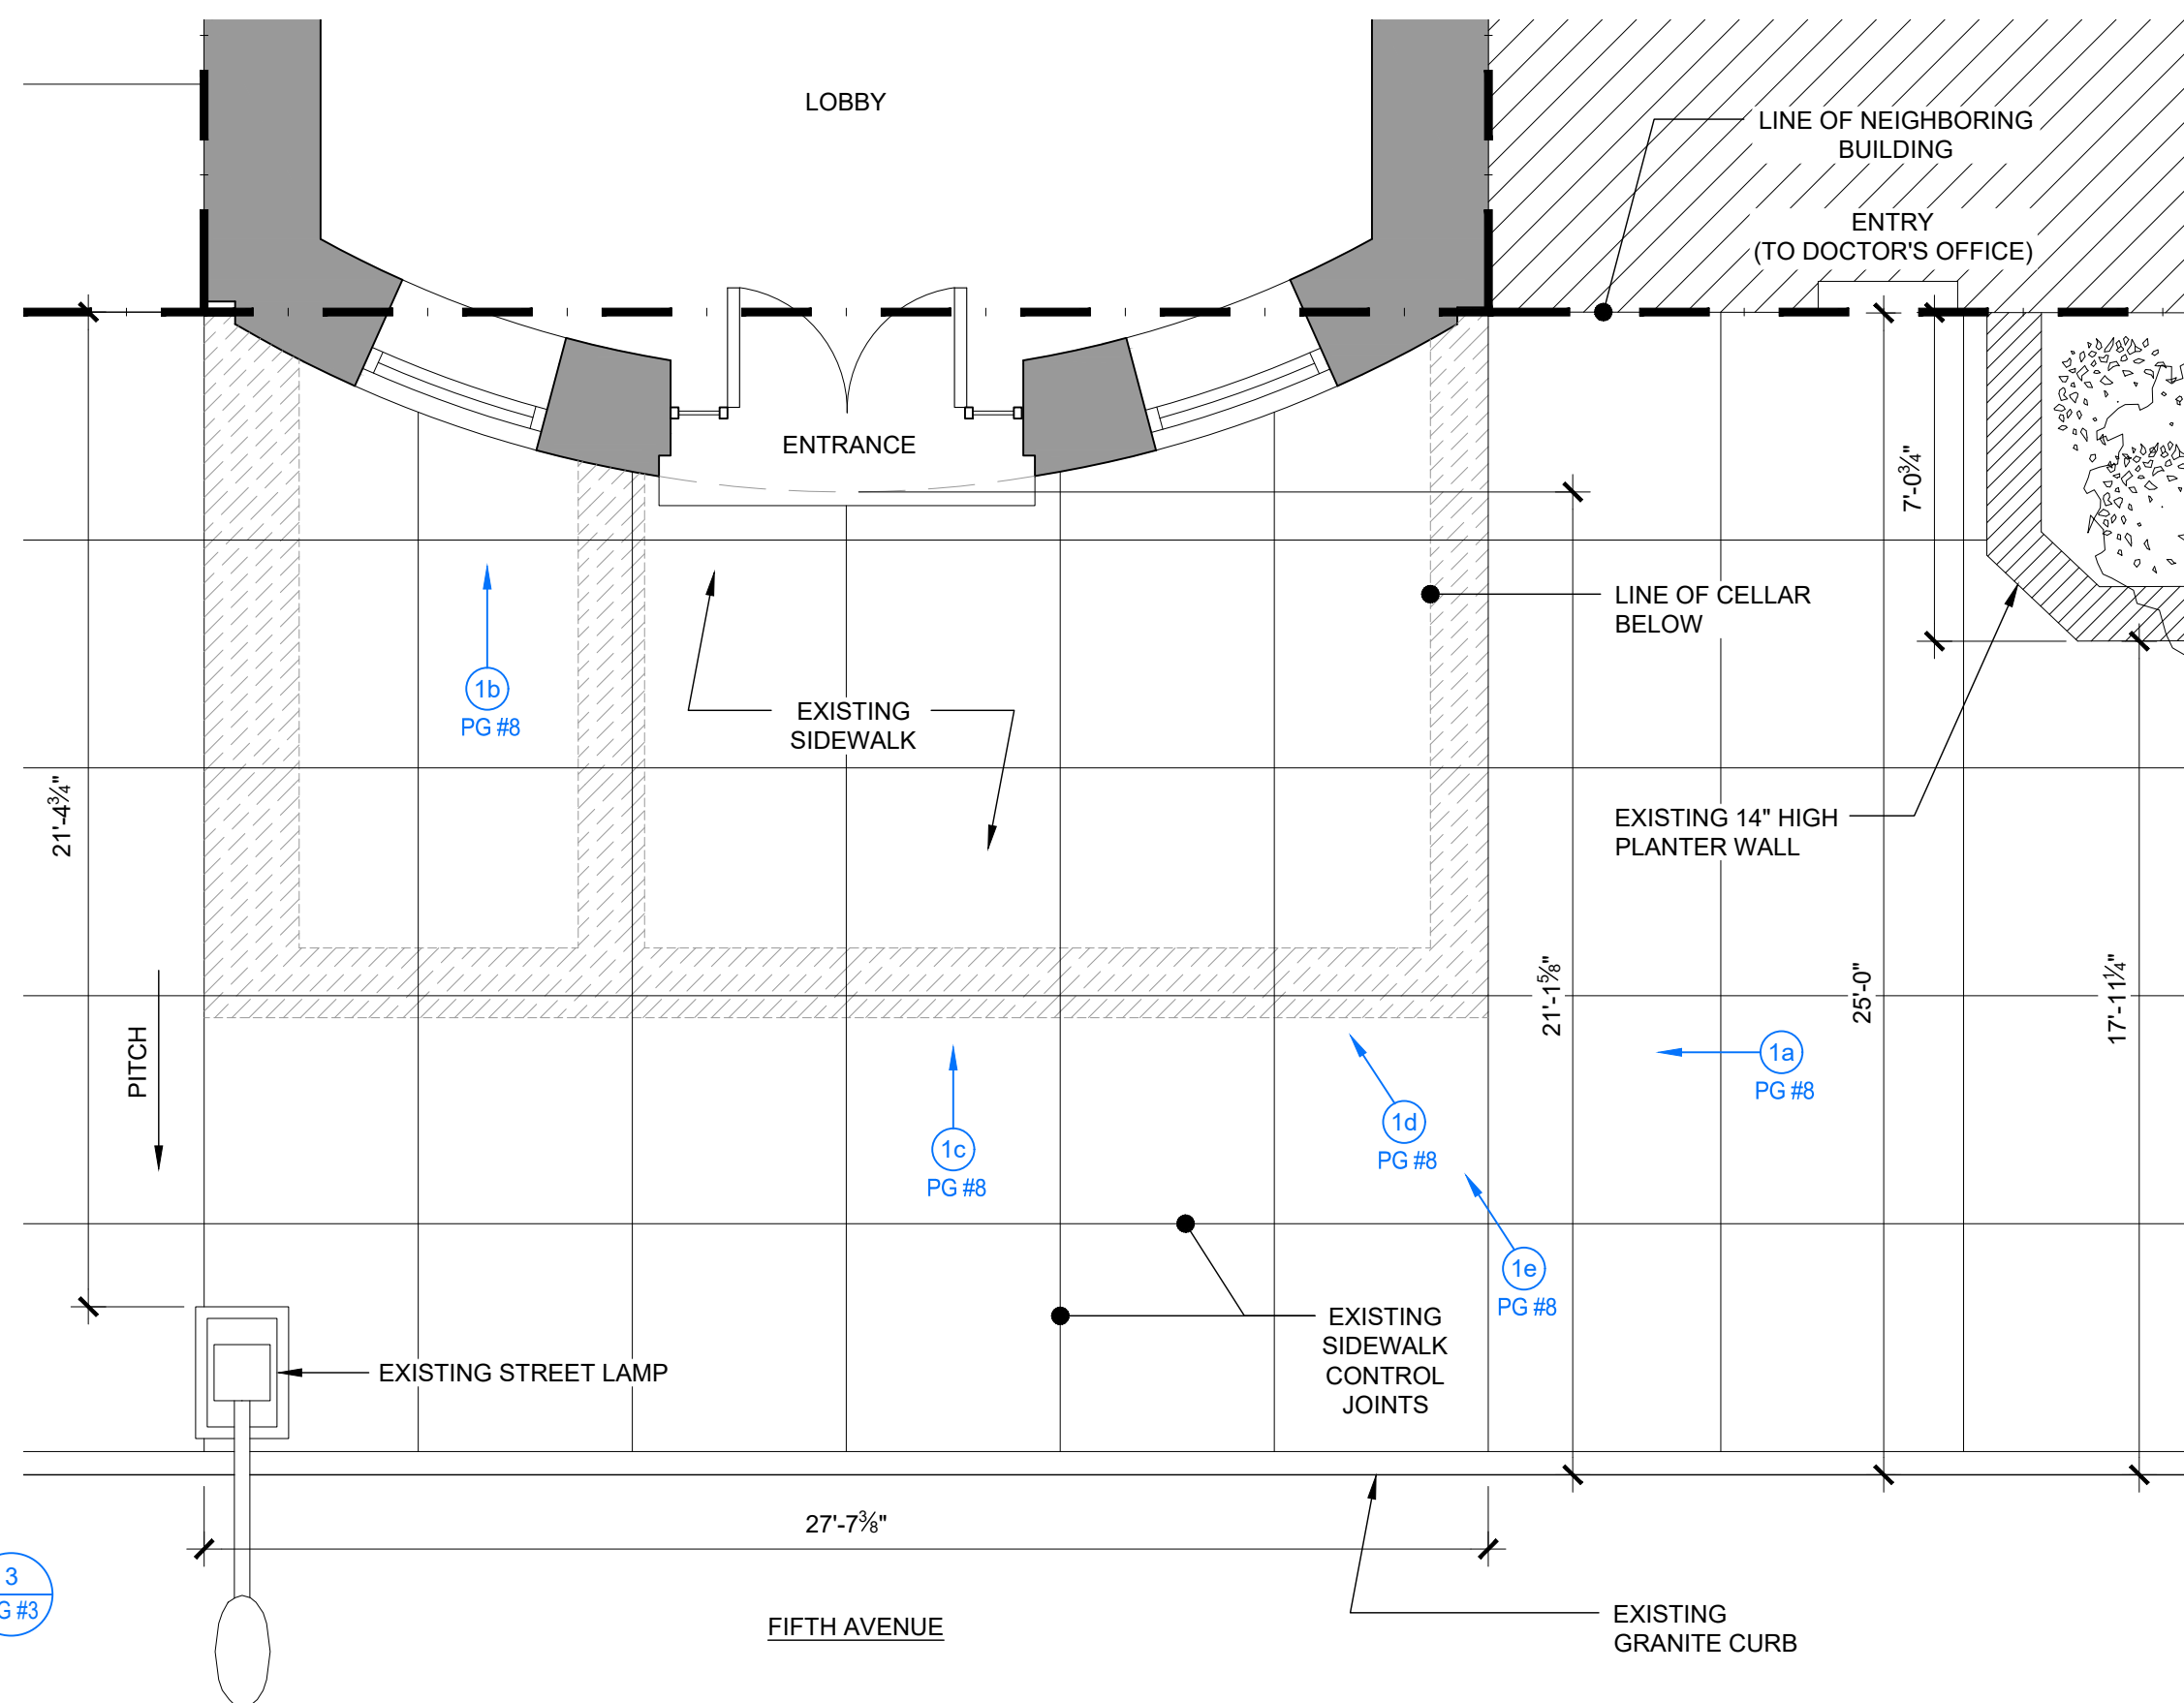 LOBBY
LINE OF NEIGHBORING
BUILDING
ENTRY
(TO DOCTOR'S OFFICE)
ENTRANCE
7'-0¾"
LINE OF CELLAR
BELOW
1b
PG #8
EXISTING
SIDEWALK
21'-4¾"
EXISTING 14" HIGH
PLANTER WALL
21'-1⅝"
25'-0"
17'-11¼"
PITCH
1a
PG #8
1c
PG #8
1d
PG #8
1e
PG #8
EXISTING
SIDEWALK
CONTROL
JOINTS
EXISTING STREET LAMP
27'-7⅜"
3
G #3
FIFTH AVENUE
EXISTING
GRANITE CURB